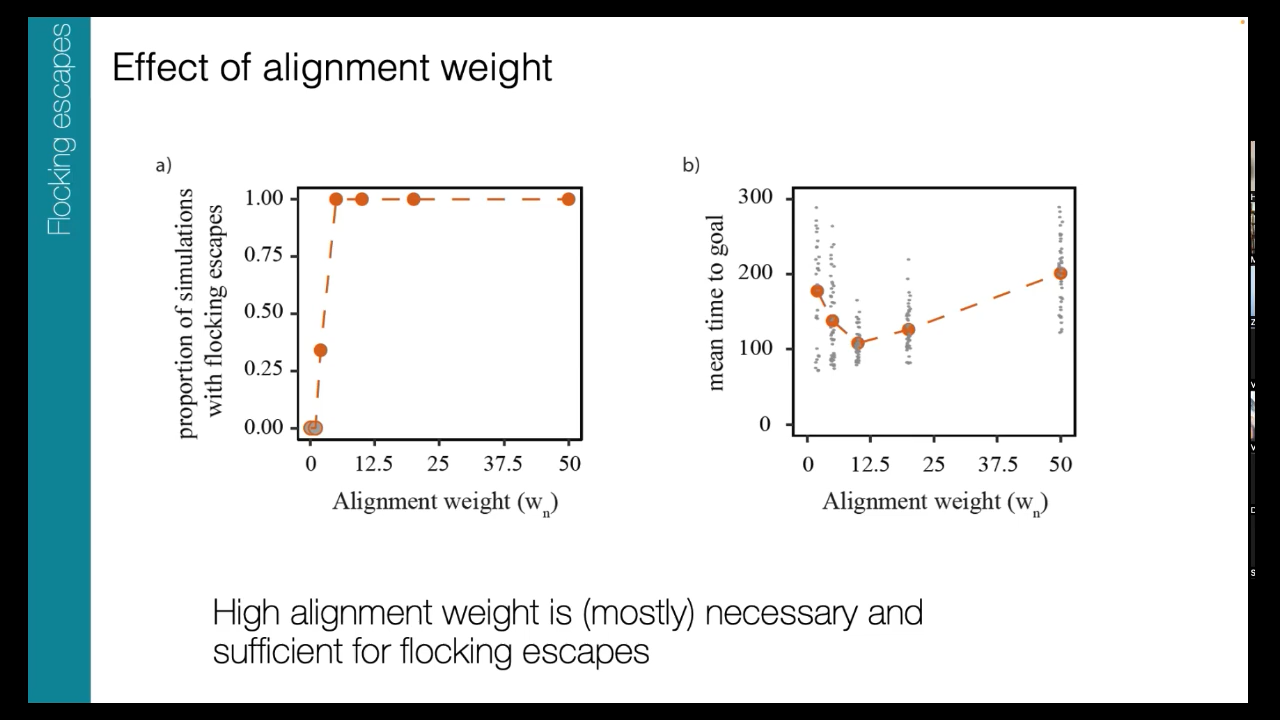 Flocking escapes
Effect of alignment weight
a)
proportion of simulations
with flocking escapes
1.00
0.75
0.50
0.25
0.00
0 12.5 25 37.5 50
Alignment weight (wn)
b)
mean time to goal
300
200
100
0
0 12.5 25 37.5 50
Alignment weight (wn)
High alignment weight is (mostly) necessary and
sufficient for flocking escapes